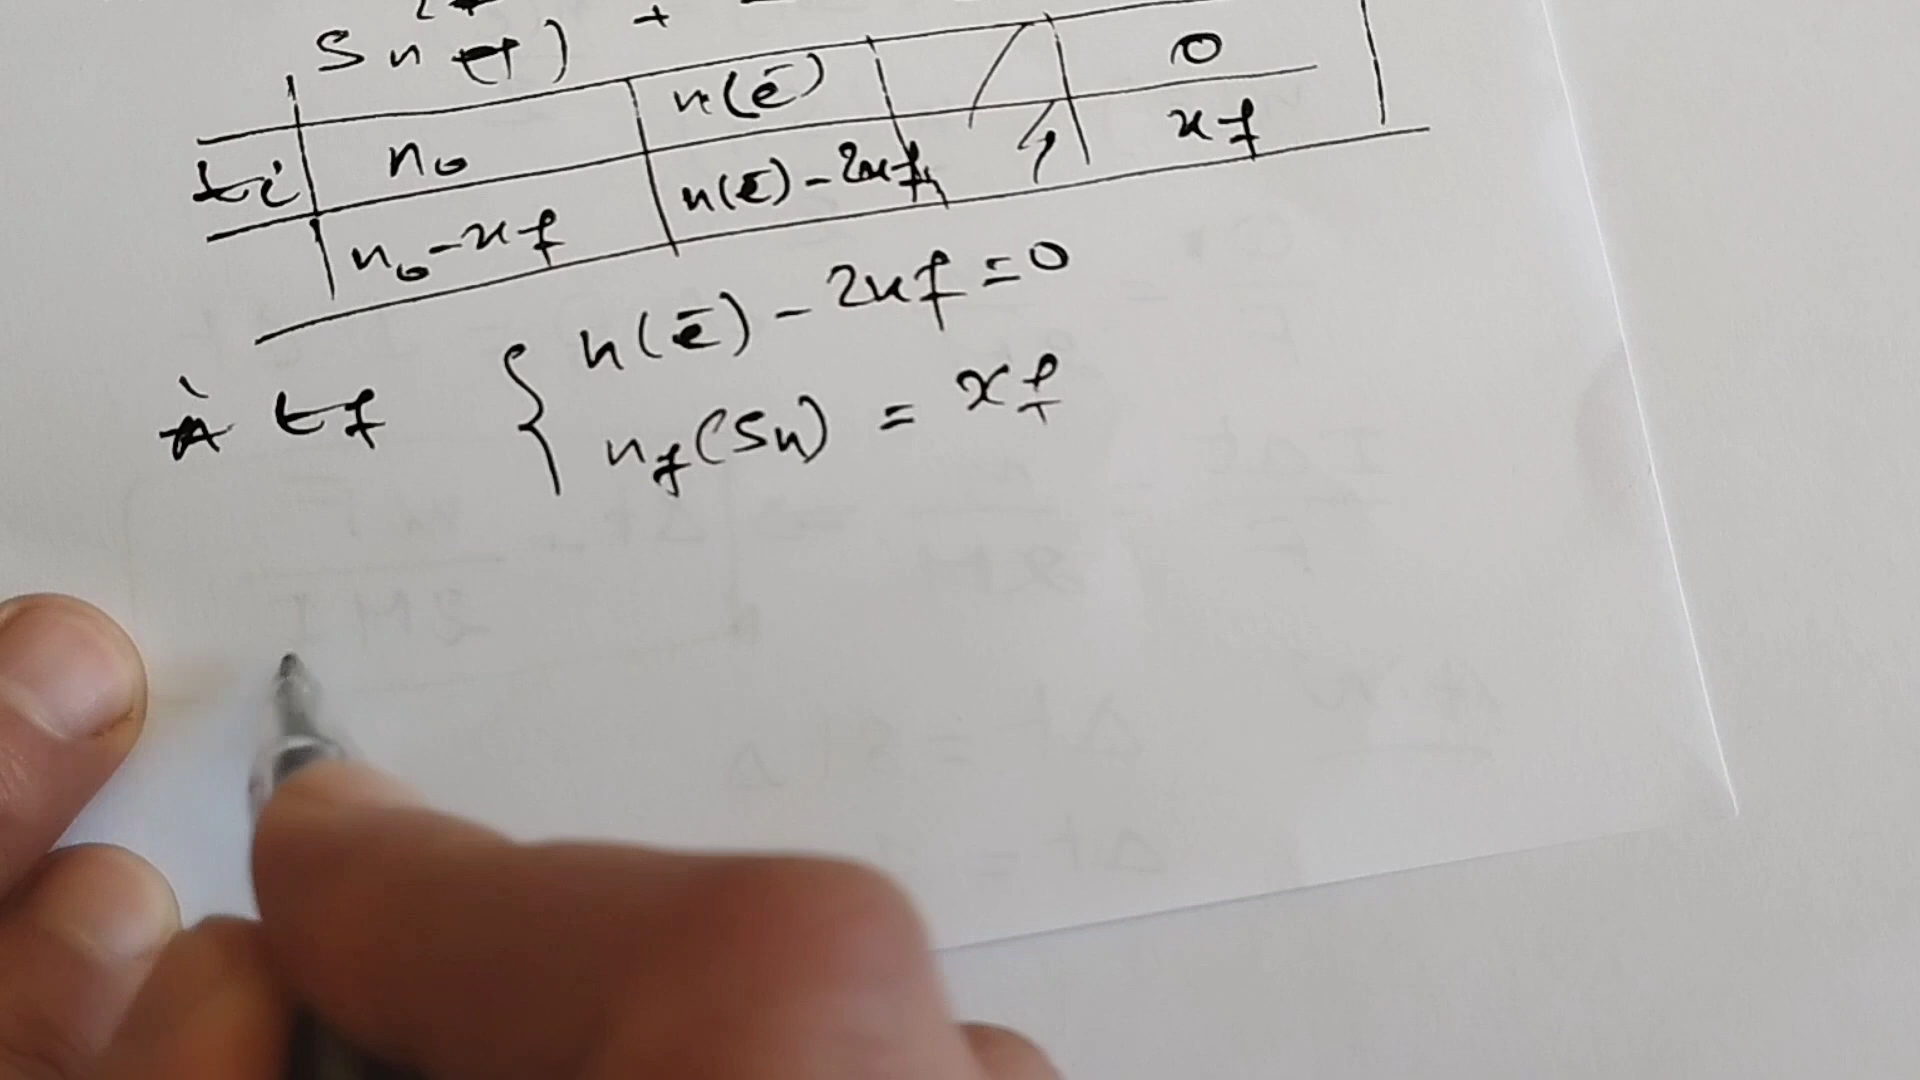 Sn +
n(e⁻) 0
ti n₀ n(e⁻) - 2xf xf
n₀ - xf
À tf { n(e⁻) - 2xf = 0
nf(Sn) = xf